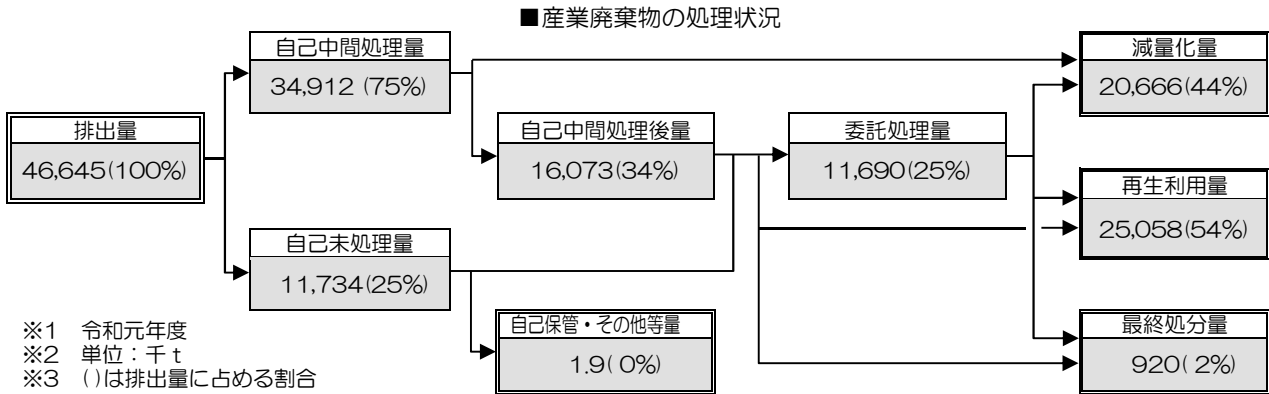 ■産業廃棄物の処理状況
自己中間処理量
34,912 (75%)
減量化量
20,666(44%)
排出量
46,645(100%)
自己中間処理後量
16,073(34%)
委託処理量
11,690(25%)
再生利用量
25,058(54%)
自己未処理量
11,734(25%)
自己保管・その他等量
1.9( 0%)
最終処分量
920( 2%)
※1 令和元年度
※2 単位:千t
※3 ()は排出量に占める割合